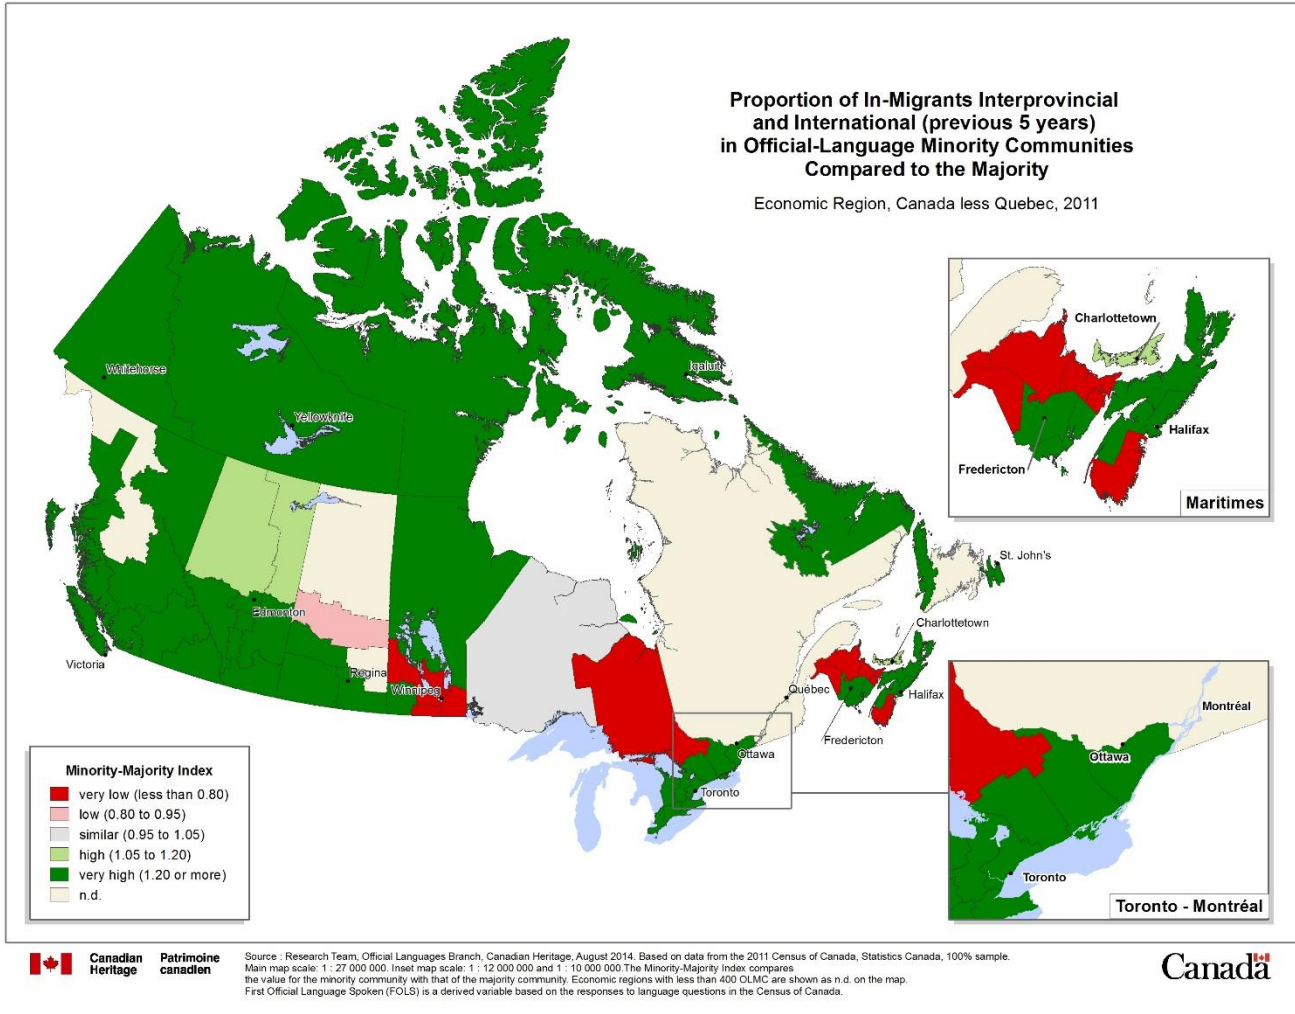 Proportion of In-Migrants Interprovincial
and International (previous 5 years)
in Official-Language Minority Communities
Compared to the Majority
Economic Region, Canada less Quebec, 2011
Whitehorse
Yellowknife
Iqaluit
Edmonton
Victoria
Regina
Winnipeg
St. John's
Charlottetown
Québec
Halifax
Fredericton
Ottawa
Toronto
Charlottetown
Halifax
Fredericton
Maritimes
Montréal
Ottawa
Toronto
Toronto - Montréal
Minority-Majority Index
very low (less than 0.80)
low (0.80 to 0.95)
similar (0.95 to 1.05)
high (1.05 to 1.20)
very high (1.20 or more)
n.d.
Canadian Heritage
Patrimoine canadien
Source : Research Team, Official Languages Branch, Canadian Heritage, August 2014. Based on data from the 2011 Census of Canada, Statistics Canada, 100% sample.
Main map scale: 1 : 27 000 000. Inset map scale: 1 : 12 000 000 and 1 : 10 000 000.The Minority-Majority Index compares
the value for the minority community with that of the majority community. Economic regions with less than 400 OLMC are shown as n.d. on the map.
First Official Language Spoken (FOLS) is a derived variable based on the responses to language questions in the Census of Canada.
Canada